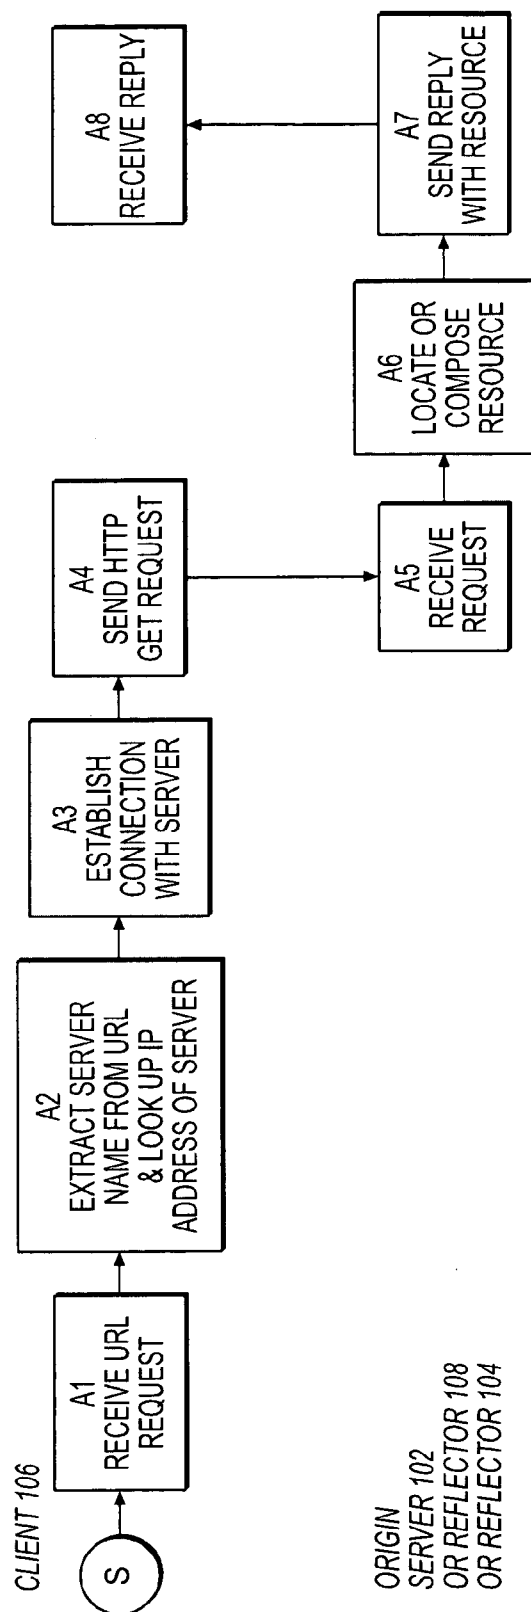 CLIENT 106
S
A1
RECEIVE URL
REQUEST
A2
EXTRACT SERVER
NAME FROM URL
& LOOK UP IP
ADDRESS OF SERVER
A3
ESTABLISH
CONNECTION
WITH SERVER
A4
SEND HTTP
GET REQUEST
A8
RECEIVE REPLY
ORIGIN
SERVER 102
OR REFLECTOR 108
OR REFLECTOR 104
A5
RECEIVE
REQUEST
A6
LOCATE OR
COMPOSE
RESOURCE
A7
SEND REPLY
WITH RESOURCE